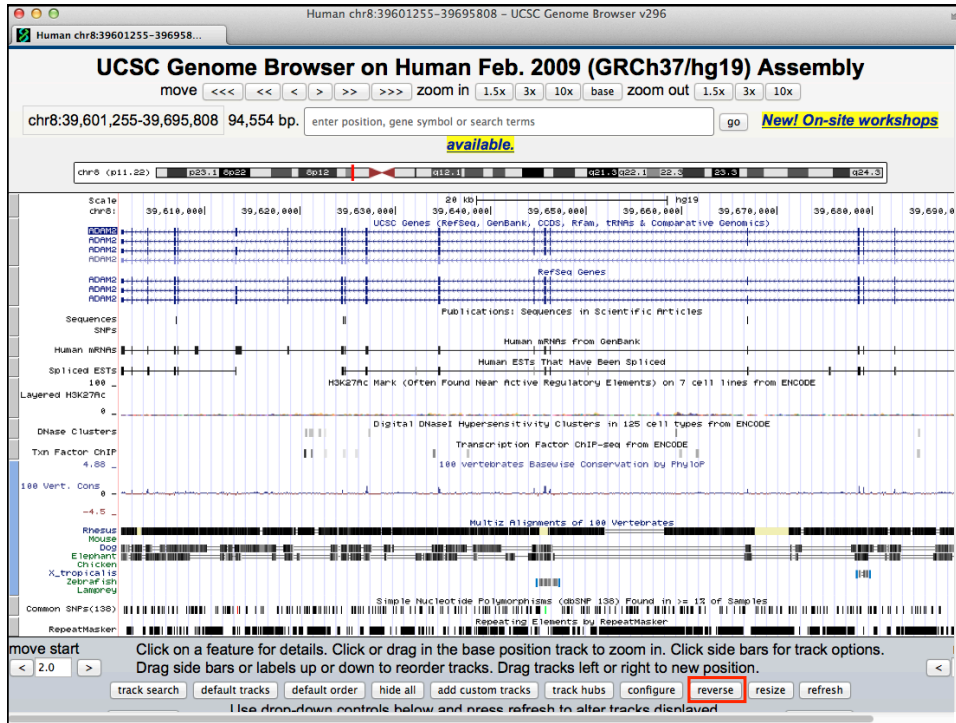 Human chr8:39601255-39695808 - UCSC Genome Browser v296
Human chr8:39601255-396958...
UCSC Genome Browser on Human Feb. 2009 (GRCh37/hg19) Assembly
move <<< << < > >> >>> zoom in 1.5x 3x 10x base zoom out 1.5x 3x 10x
chr8:39,601,255-39,695,808 94,554 bp. enter position, gene symbol or search terms go New! On-site workshops
available.
chr8 (p11.22) p23.1 8p22 8p12 q12.1 q21.3 q22.1 22.3 23.3 q24.3
Scale 20 kb hg19
chr8: 39,610,000 39,620,000 39,630,000 39,640,000 39,650,000 39,660,000 39,670,000 39,680,000 39,690,0
UCSC Genes (RefSeq, GenBank, CCDS, Rfam, tRNAs & Comparative Genomics)
ADAM2
ADAM2
ADAM2
ADAM2
RefSeq Genes
ADAM2
ADAM2
ADAM2
Publications: Sequences in Scientific Articles
Sequences
SNPs
Human mRNAs from GenBank
Human mRNAs
Human ESTs That Have Been Spliced
Spliced ESTs
100 _ H3K27Ac Mark (Often Found Near Active Regulatory Elements) on 7 cell lines from ENCODE
Layered H3K27Ac
0 _
Digital DNaseI Hypersensitivity Clusters in 125 cell types from ENCODE
DNase Clusters
Transcription Factor ChIP-seq from ENCODE
Txn Factor ChIP
4.88 _ 100 vertebrates Basewise Conservation by PhyloP
100 Vert. Cons
0 _
-4.5 _
Multiz Alignments of 100 Vertebrates
Rhesus
Mouse
Dog
Elephant
Chicken
X_tropicalis
Zebrafish
Lamprey
Simple Nucleotide Polymorphisms (dbSNP 138) Found in >= 1% of Samples
Common SNPs(138)
Repeating Elements by RepeatMasker
RepeatMasker
move start Click on a feature for details. Click or drag in the base position track to zoom in. Click side bars for track options.
< 2.0 > Drag side bars or labels up or down to reorder tracks. Drag tracks left or right to new position. <
track search default tracks default order hide all add custom tracks track hubs configure reverse resize refresh
Use drop-down controls below and press refresh to alter tracks displayed